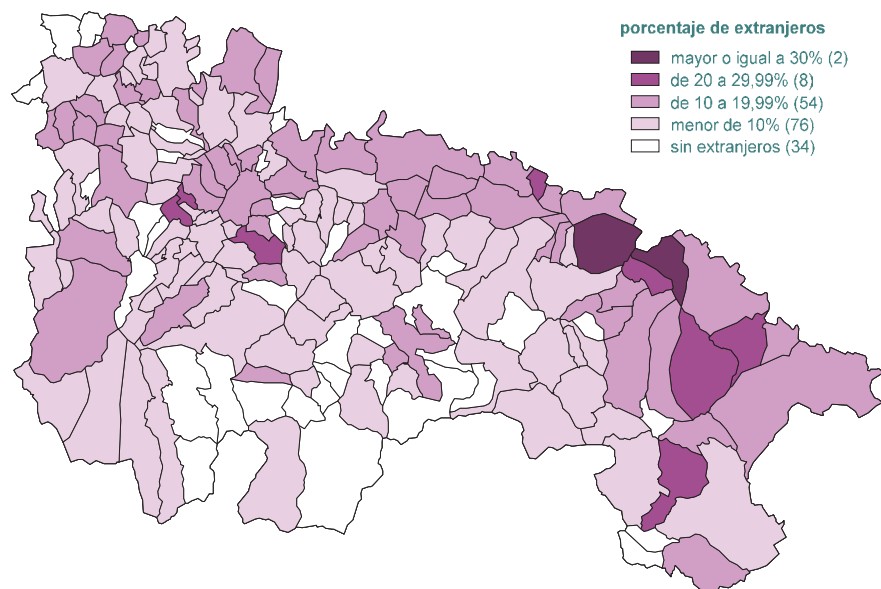 porcentaje de extranjeros
mayor o igual a 30% (2)
de 20 a 29,99% (8)
de 10 a 19,99% (54)
menor de 10% (76)
sin extranjeros (34)